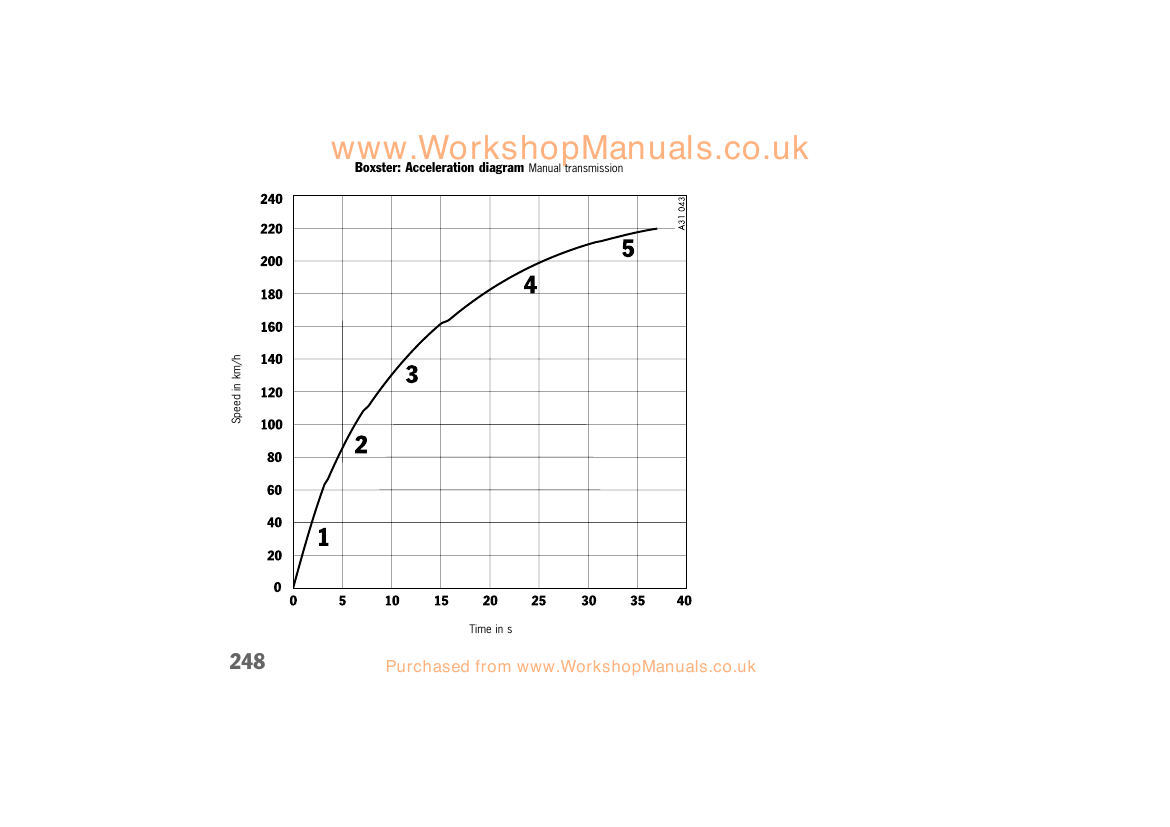 www.WorkshopManuals.co.uk
Boxster: Acceleration diagram Manual transmission
A31 043
240
220
200
180
160
140
120
100
80
60
40
20
0
Speed in km/h
1
2
3
4
5
0 5 10 15 20 25 30 35 40
Time in s
248
Purchased from www.WorkshopManuals.co.uk